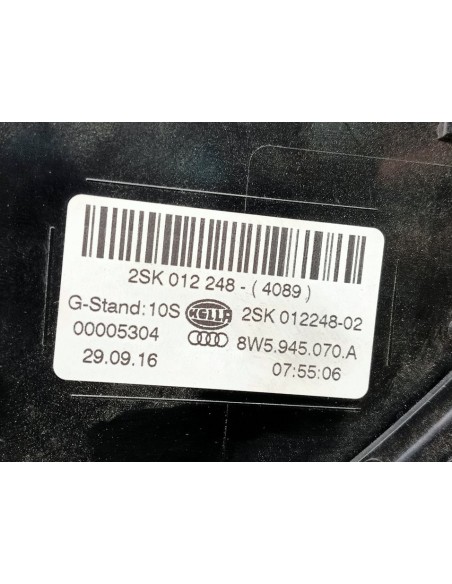 2SK 012 248 - ( 4089 )
G-Stand: 10S HELLA 2SK 012248-02
00005304 8W5.945.070.A
29.09.16 07:55:06